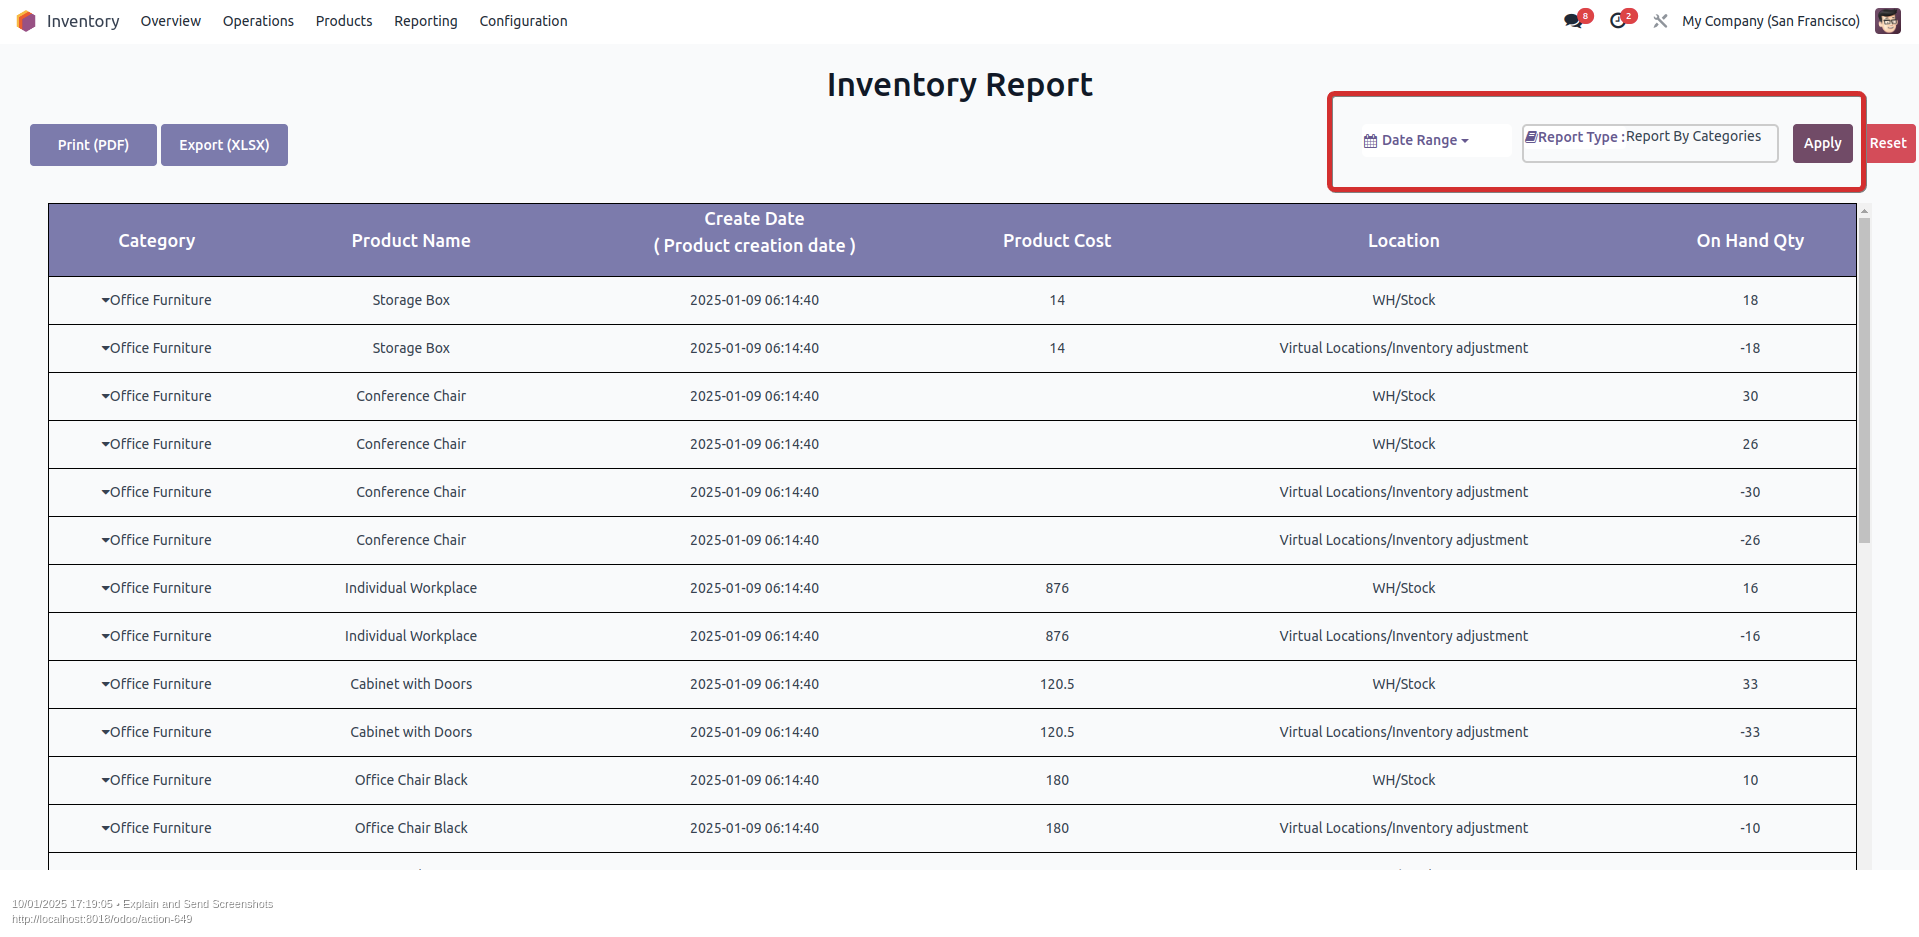 Inventory Overview Operations Products Reporting Configuration 8 2 My Company (San Francisco)
Inventory Report
Print (PDF) Export (XLSX) Date Range Report Type : Report By Categories Apply Reset
Category Product Name Create Date ( Product creation date ) Product Cost Location On Hand Qty
Office Furniture Storage Box 2025-01-09 06:14:40 14 WH/Stock 18
Office Furniture Storage Box 2025-01-09 06:14:40 14 Virtual Locations/Inventory adjustment -18
Office Furniture Conference Chair 2025-01-09 06:14:40 WH/Stock 30
Office Furniture Conference Chair 2025-01-09 06:14:40 WH/Stock 26
Office Furniture Conference Chair 2025-01-09 06:14:40 Virtual Locations/Inventory adjustment -30
Office Furniture Conference Chair 2025-01-09 06:14:40 Virtual Locations/Inventory adjustment -26
Office Furniture Individual Workplace 2025-01-09 06:14:40 876 WH/Stock 16
Office Furniture Individual Workplace 2025-01-09 06:14:40 876 Virtual Locations/Inventory adjustment -16
Office Furniture Cabinet with Doors 2025-01-09 06:14:40 120.5 WH/Stock 33
Office Furniture Cabinet with Doors 2025-01-09 06:14:40 120.5 Virtual Locations/Inventory adjustment -33
Office Furniture Office Chair Black 2025-01-09 06:14:40 180 WH/Stock 10
Office Furniture Office Chair Black 2025-01-09 06:14:40 180 Virtual Locations/Inventory adjustment -10
10/01/2025 17:19:05 • Explain and Send Screenshots
http://localhost:8018/odoo/action-649